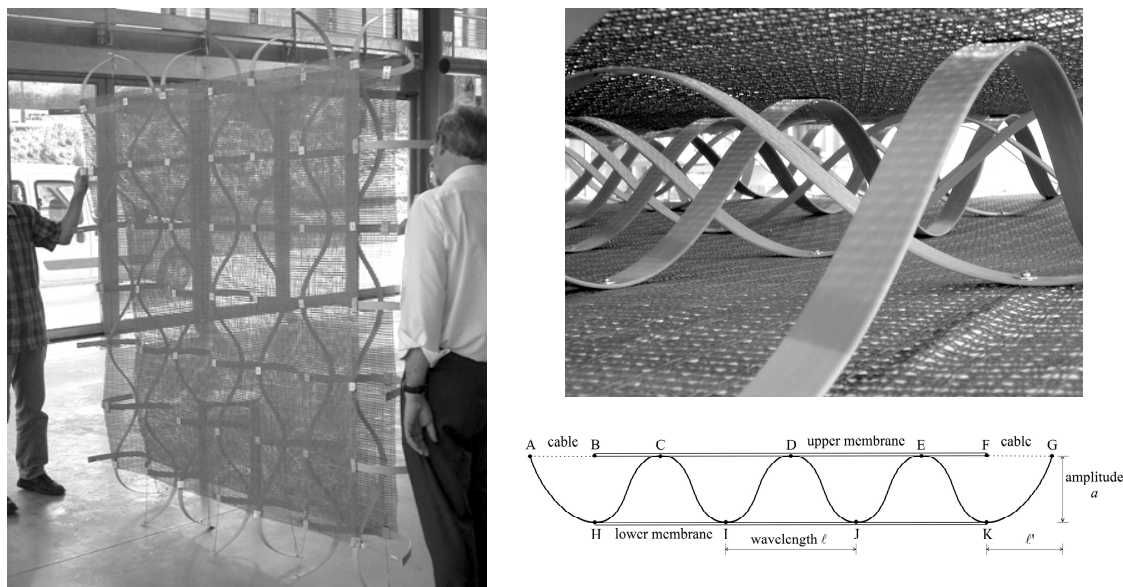 A cable B C D upper membrane E F cable G
amplitude
a
H lower membrane I wavelength ℓ J K ℓ'